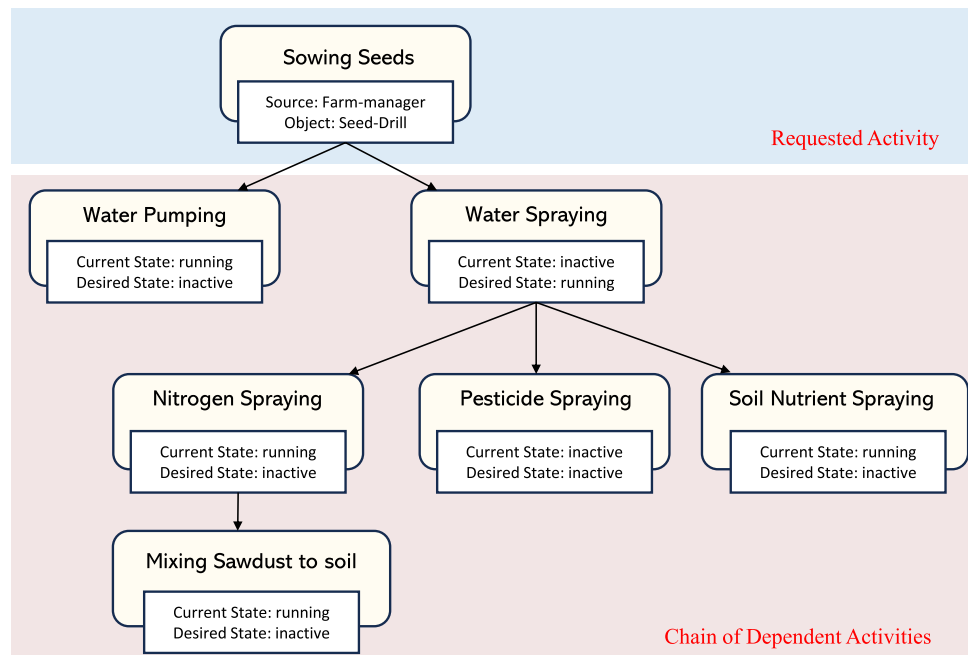 Sowing Seeds
Source: Farm-manager
Object: Seed-Drill
Requested Activity
Water Pumping
Current State: running
Desired State: inactive
Water Spraying
Current State: inactive
Desired State: running
Nitrogen Spraying
Current State: running
Desired State: inactive
Pesticide Spraying
Current State: inactive
Desired State: inactive
Soil Nutrient Spraying
Current State: running
Desired State: inactive
Mixing Sawdust to soil
Current State: running
Desired State: inactive
Chain of Dependent Activities